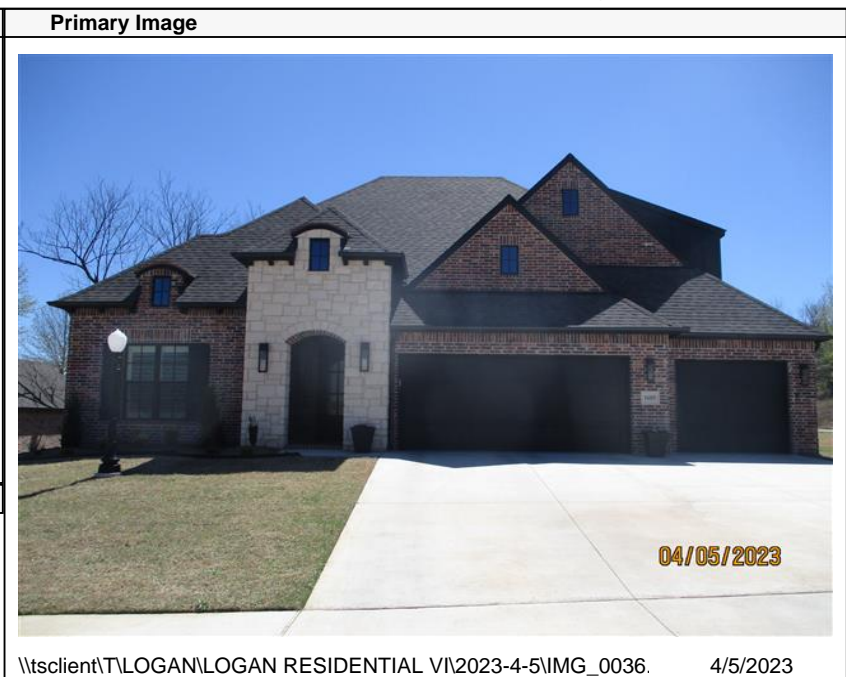 Primary Image
04/05/2023
\\tsclient\T\LOGAN\LOGAN RESIDENTIAL VI\2023-4-5\IMG_0036. 4/5/2023